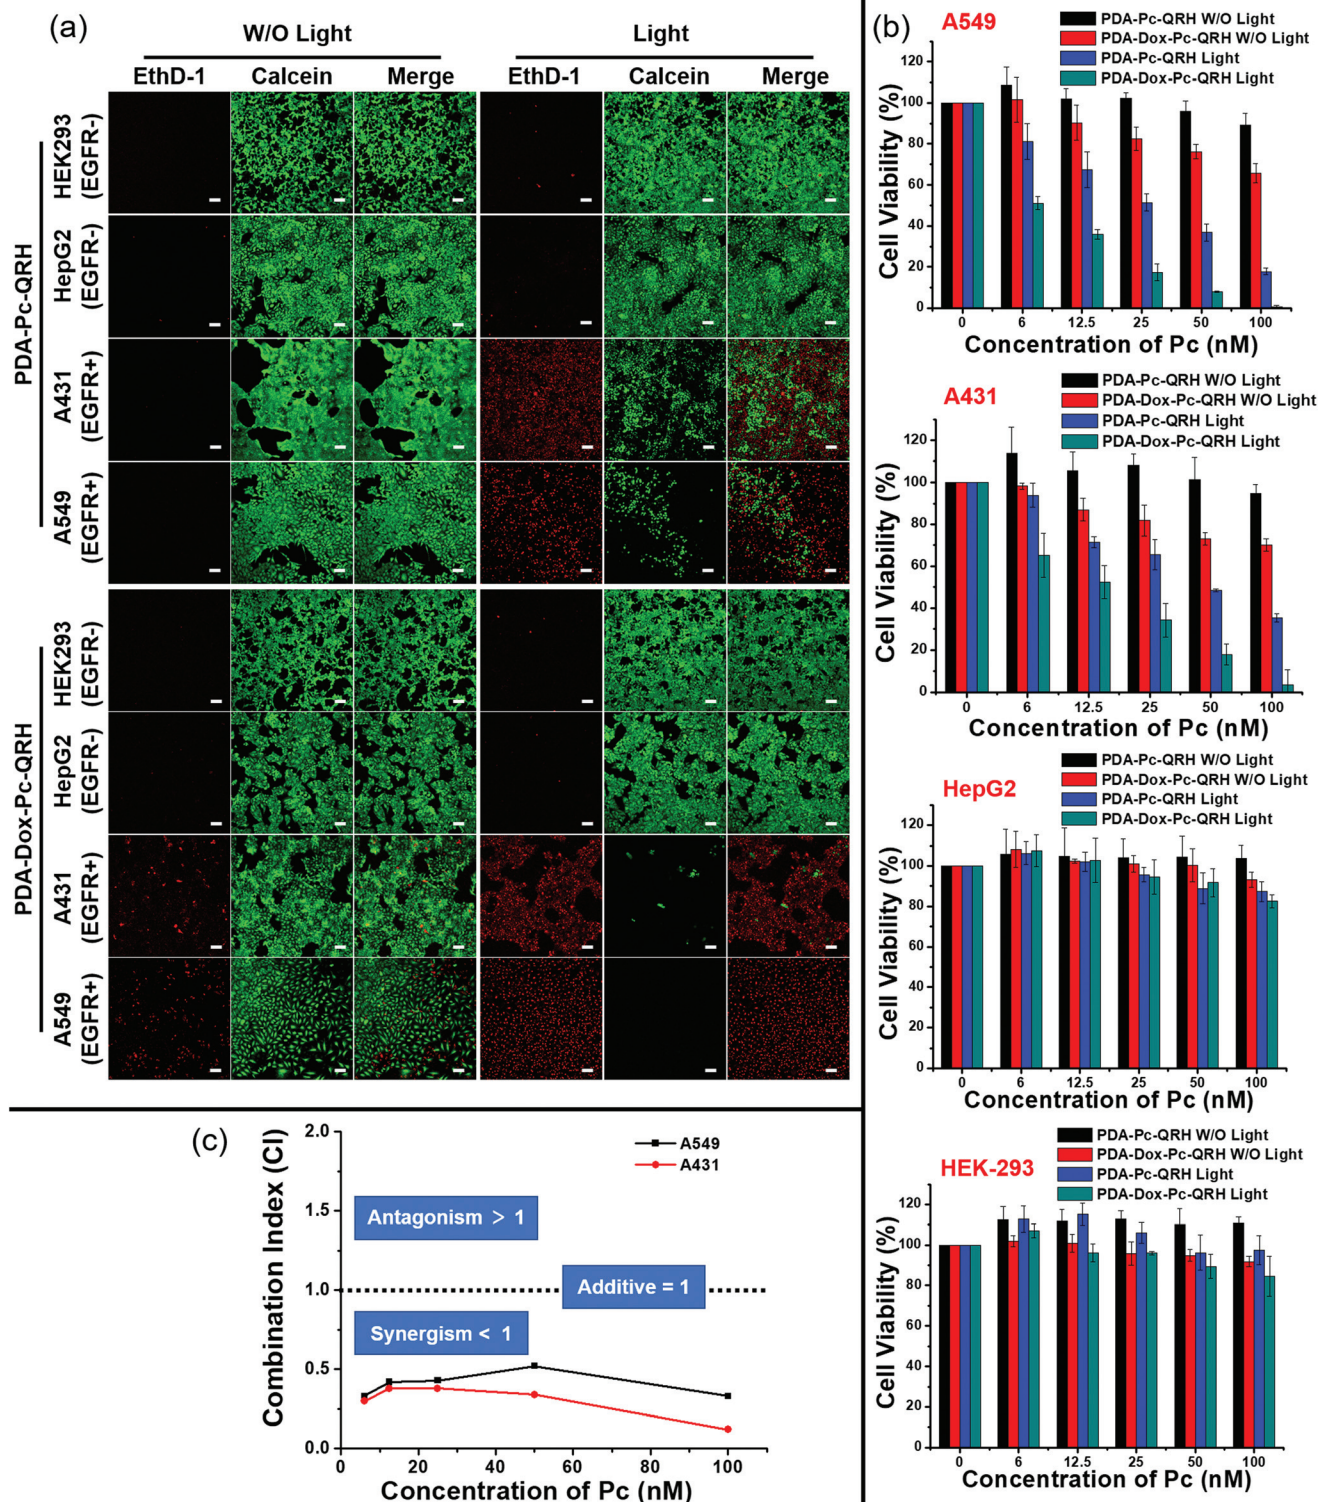 (a)
W/O Light
Light
EthD-1
Calcein
Merge
EthD-1
Calcein
Merge
PDA-Pc-QRH
HEK293
(EGFR-)
HepG2
(EGFR-)
A431
(EGFR+)
A549
(EGFR+)
PDA-Dox-Pc-QRH
HEK293
(EGFR-)
HepG2
(EGFR-)
A431
(EGFR+)
A549
(EGFR+)
(b)
A549
PDA-Pc-QRH W/O Light
PDA-Dox-Pc-QRH W/O Light
PDA-Pc-QRH Light
PDA-Dox-Pc-QRH Light
Cell Viability (%)
120
100
80
60
40
20
0
0 6 12.5 25 50 100
Concentration of Pc (nM)
A431
PDA-Pc-QRH W/O Light
PDA-Dox-Pc-QRH W/O Light
PDA-Pc-QRH Light
PDA-Dox-Pc-QRH Light
Cell Viability (%)
120
100
80
60
40
20
0
0 6 12.5 25 50 100
Concentration of Pc (nM)
HepG2
PDA-Pc-QRH W/O Light
PDA-Dox-Pc-QRH W/O Light
PDA-Pc-QRH Light
PDA-Dox-Pc-QRH Light
Cell Viability (%)
120
100
80
60
40
20
0
0 6 12.5 25 50 100
Concentration of Pc (nM)
HEK-293
PDA-Pc-QRH W/O Light
PDA-Dox-Pc-QRH W/O Light
PDA-Pc-QRH Light
PDA-Dox-Pc-QRH Light
Cell Viability (%)
120
100
80
60
40
20
0
0 6 12.5 25 50 100
Concentration of Pc (nM)
(c)
Combination Index (CI)
2.0
1.5
1.0
0.5
0.0
A549
A431
Antagonism > 1
Additive = 1
Synergism < 1
0 20 40 60 80 100
Concentration of Pc (nM)